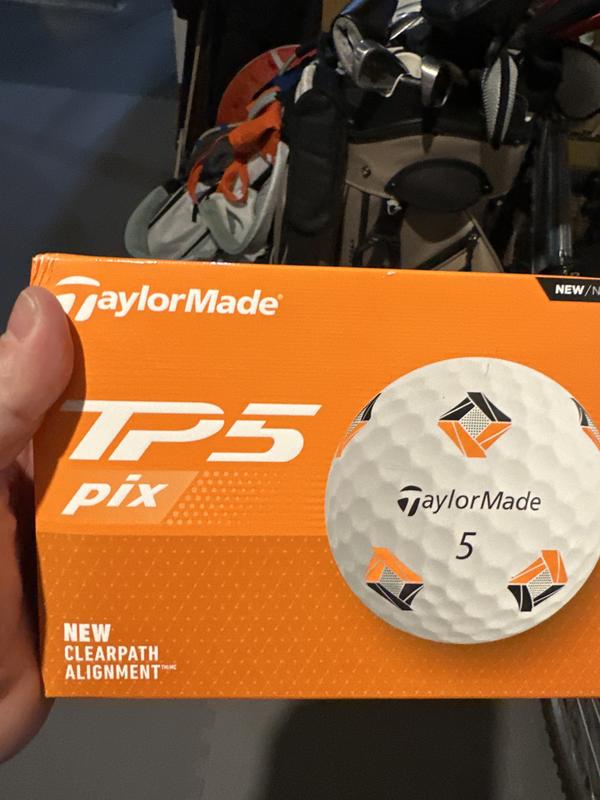 TaylorMade®
NEW/N
TP5
pix
TaylorMade
5
NEW
CLEARPATH
ALIGNMENT